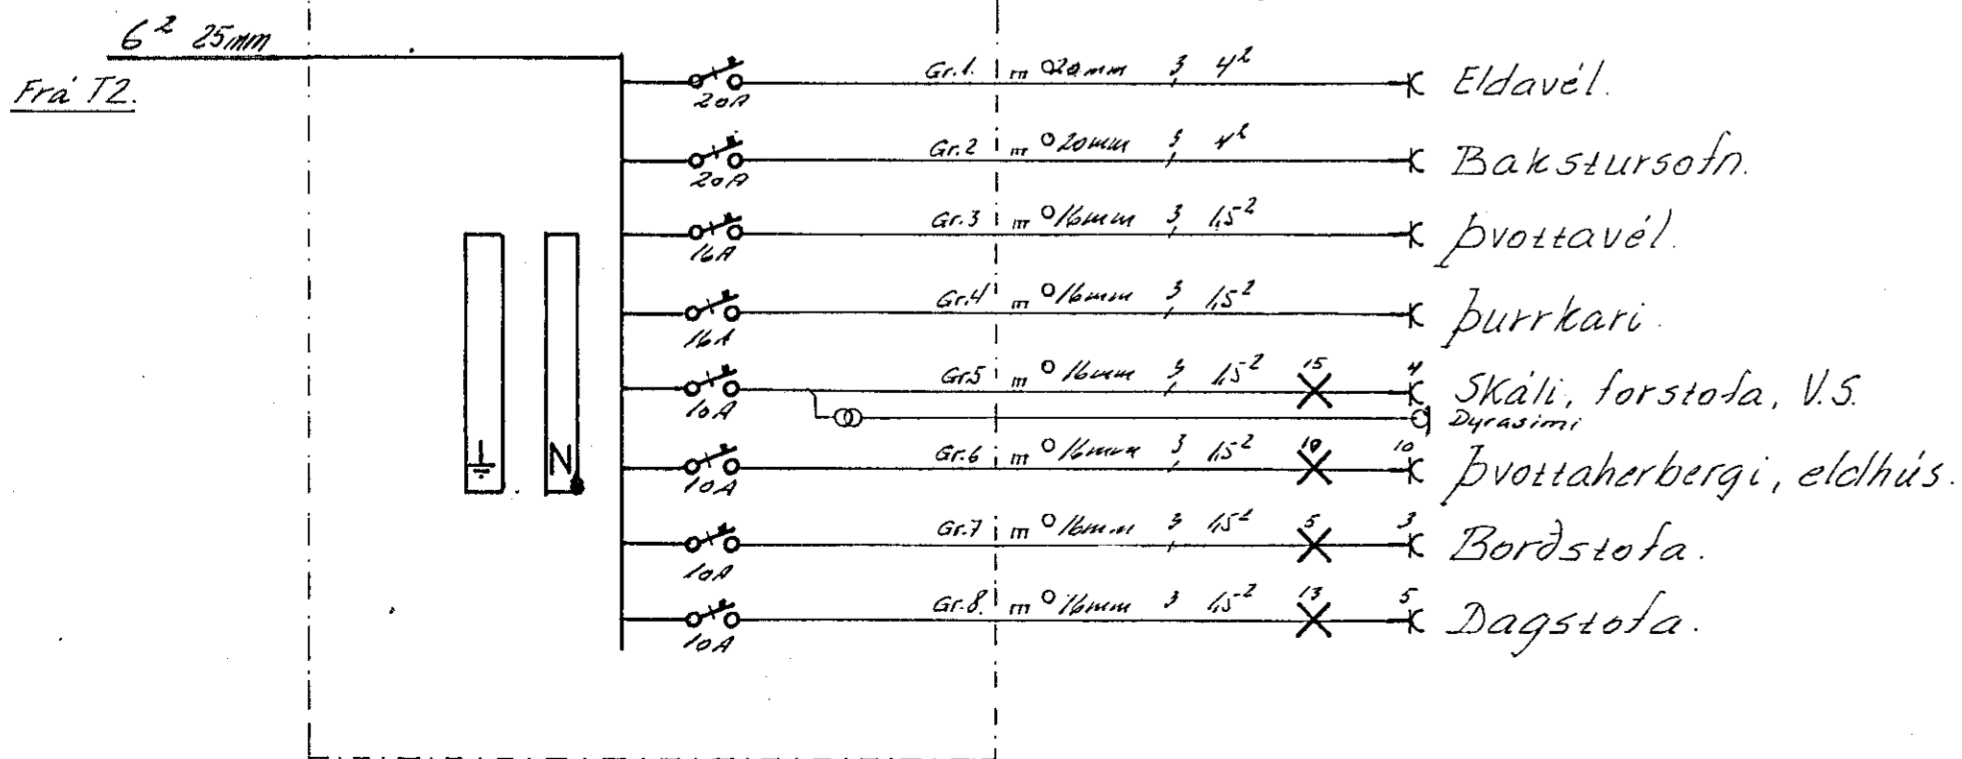 6² 25mm
Frá T2.
20A Gr.1. m 20mm 3 4² Eldavél.
20A Gr.2 m 20mm 3 4² Bakstursofn.
16A Gr.3 m 16mm 3 1,5² Þvottavél.
16A Gr.4 m 16mm 3 1,5² Þurrkari.
10A Gr.5 m 16mm 3 1,5² 15 4 Skáli, forstofa, V.S.
Dyrasimi
10A Gr.6 m 16mm 3 1,5² 10 10 Þvottaherbergi, eldhús.
N
10A Gr.7 m 16mm 3 1,5² 5 3 Borðstofa.
10A Gr.8. m 16mm 3 1,5² 13 5 Dagstofa.